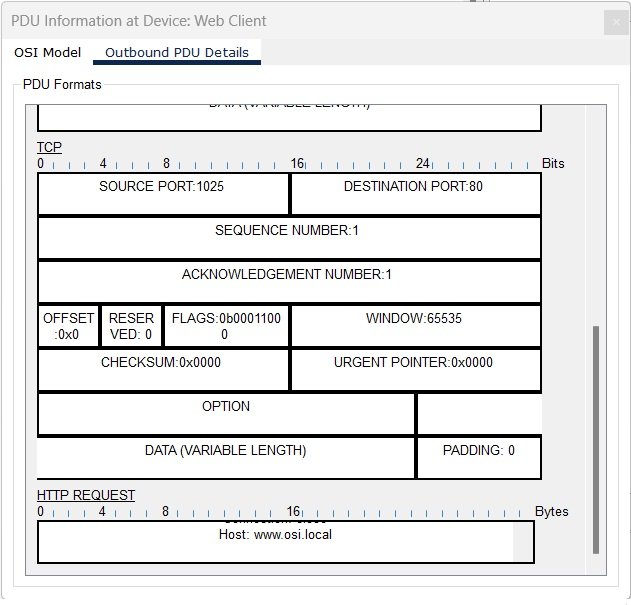 PDU Information at Device: Web Client
OSI Model Outbound PDU Details
PDU Formats
DATA (VARIABLE LENGTH)
TCP
0 4 8 16 24 Bits
SOURCE PORT:1025 DESTINATION PORT:80
SEQUENCE NUMBER:1
ACKNOWLEDGEMENT NUMBER:1
OFFSET RESER FLAGS:0b0001100 WINDOW:65535
:0x0 VED: 0 0
CHECKSUM:0x0000 URGENT POINTER:0x0000
OPTION
DATA (VARIABLE LENGTH) PADDING: 0
HTTP REQUEST
0 4 8 16 Bytes
Host: www.osi.local